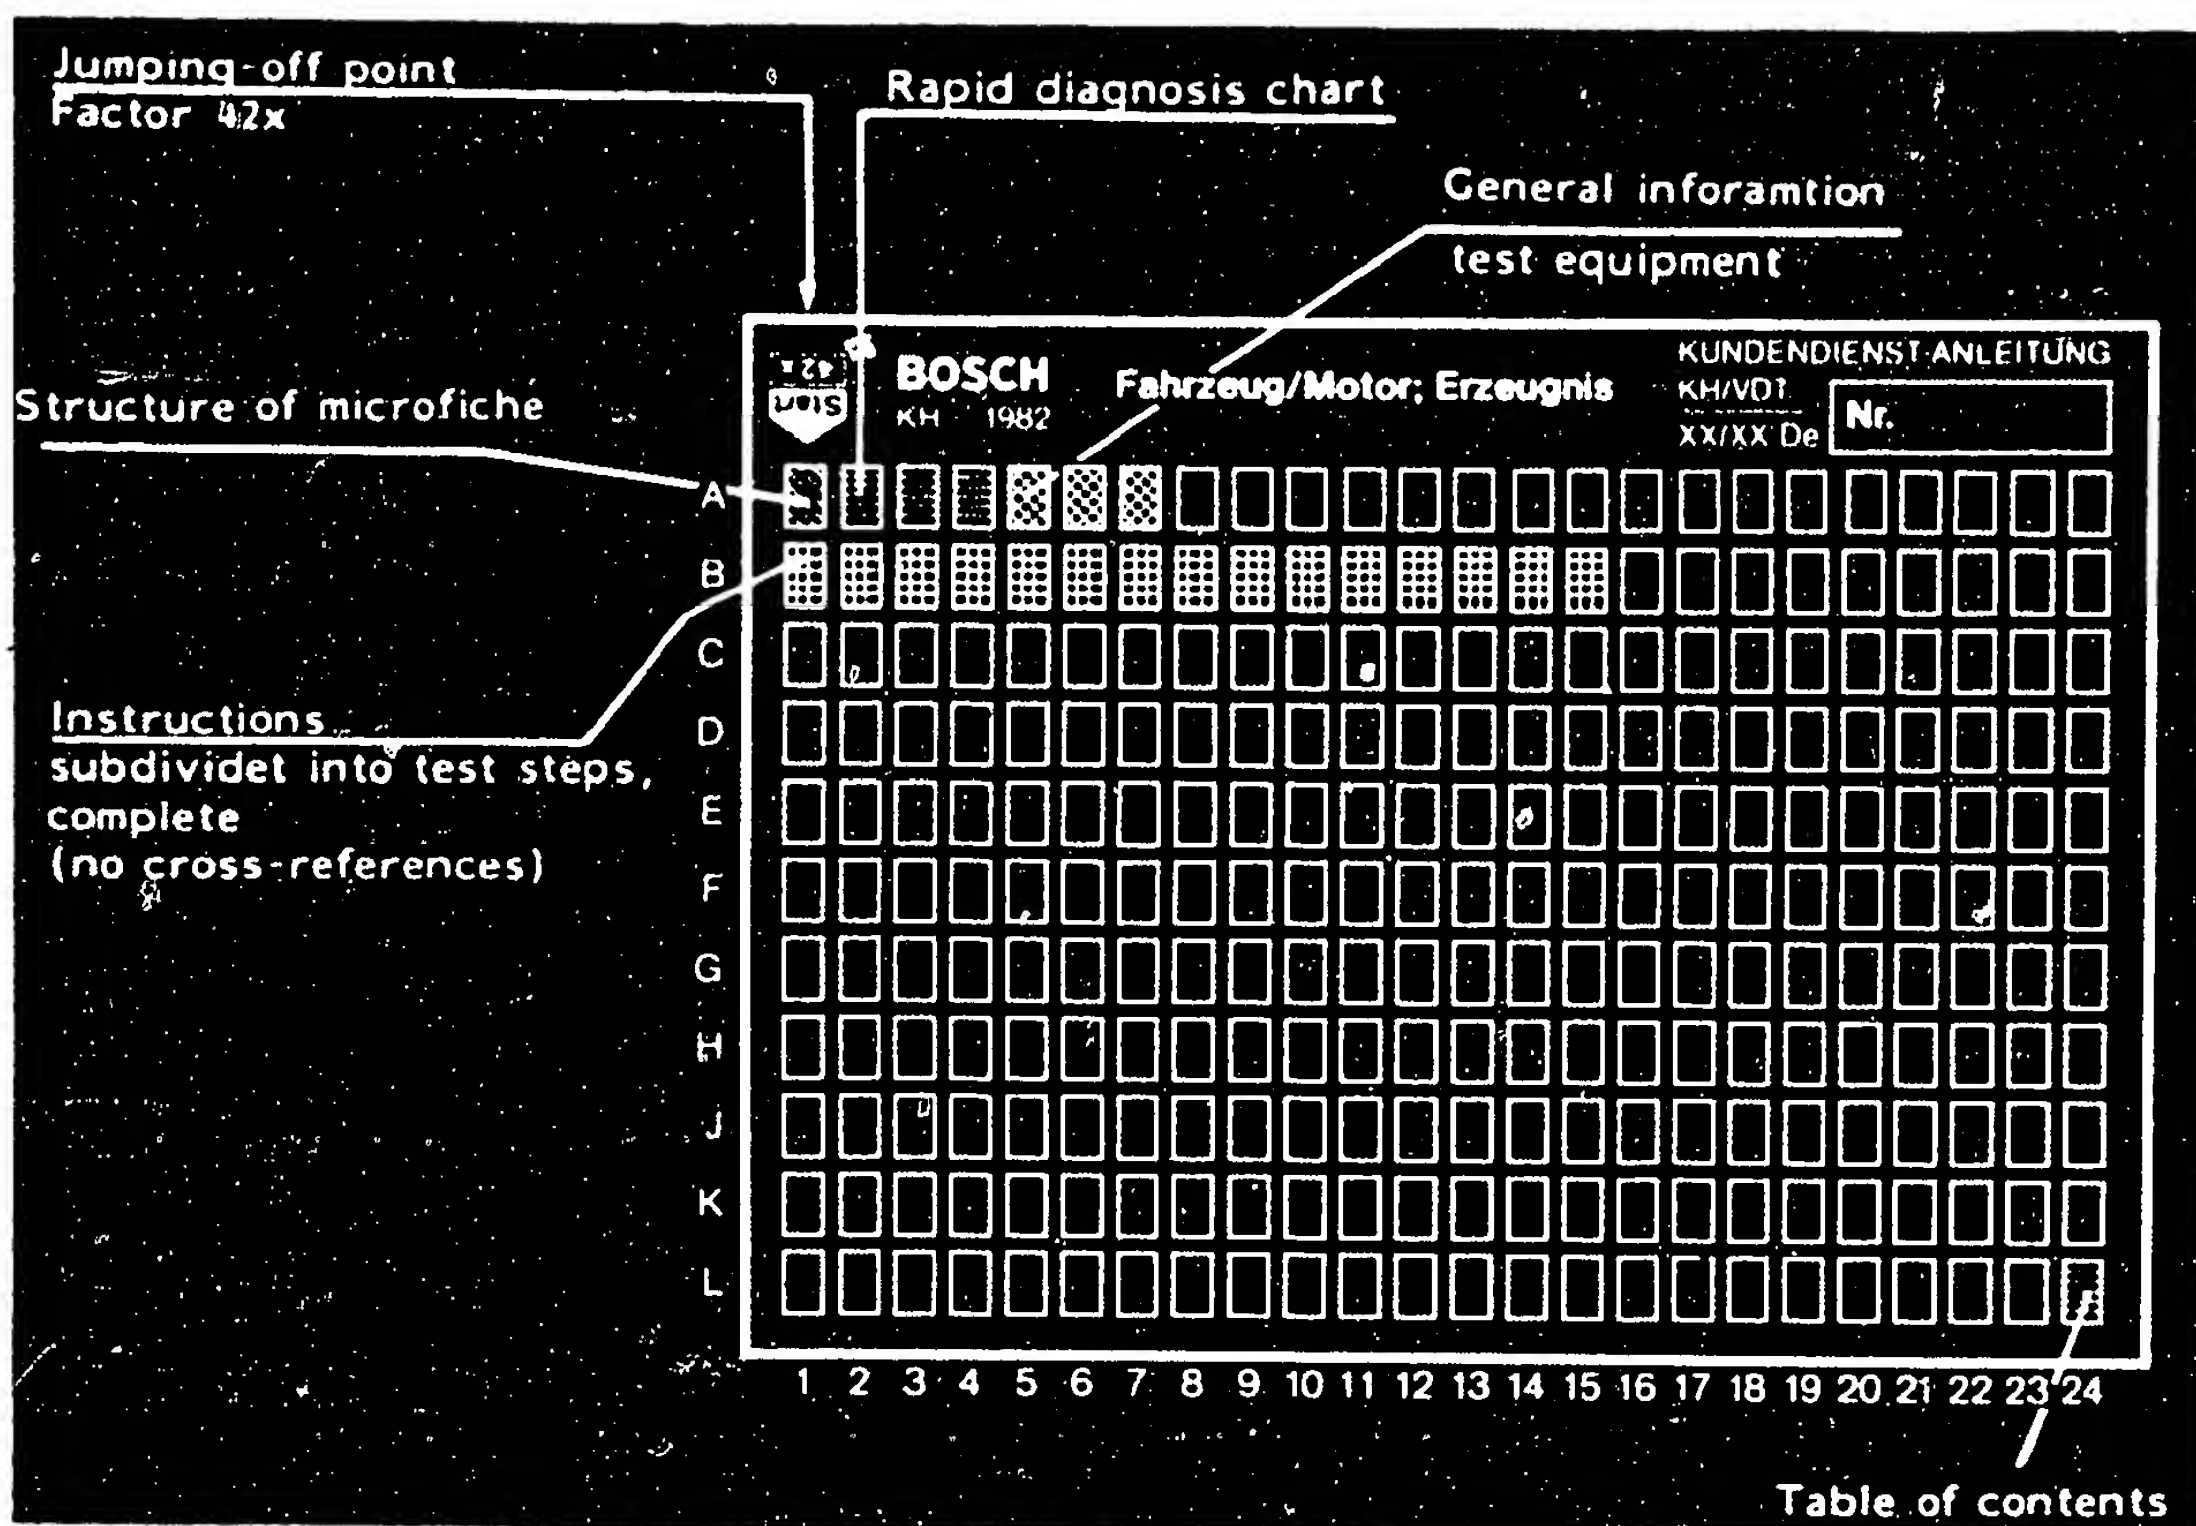 Jumping-off point
Factor 42x
Rapid diagnosis chart
General inforamtion
test equipment
Structure of microfiche
42x
Start
BOSCH
KH 1982
Fahrzeug/Motor; Erzeugnis
KUNDENDIENST-ANLEITUNG
KH/VDT
XX/XX De
Nr.
A
B
C
D
E
F
G
H
J
K
L
Instructions
subdividet into test steps,
complete
(no cross-references)
1 2 3 4 5 6 7 8 9 10 11 12 13 14 15 16 17 18 19 20 21 22 23 24
Table of contents